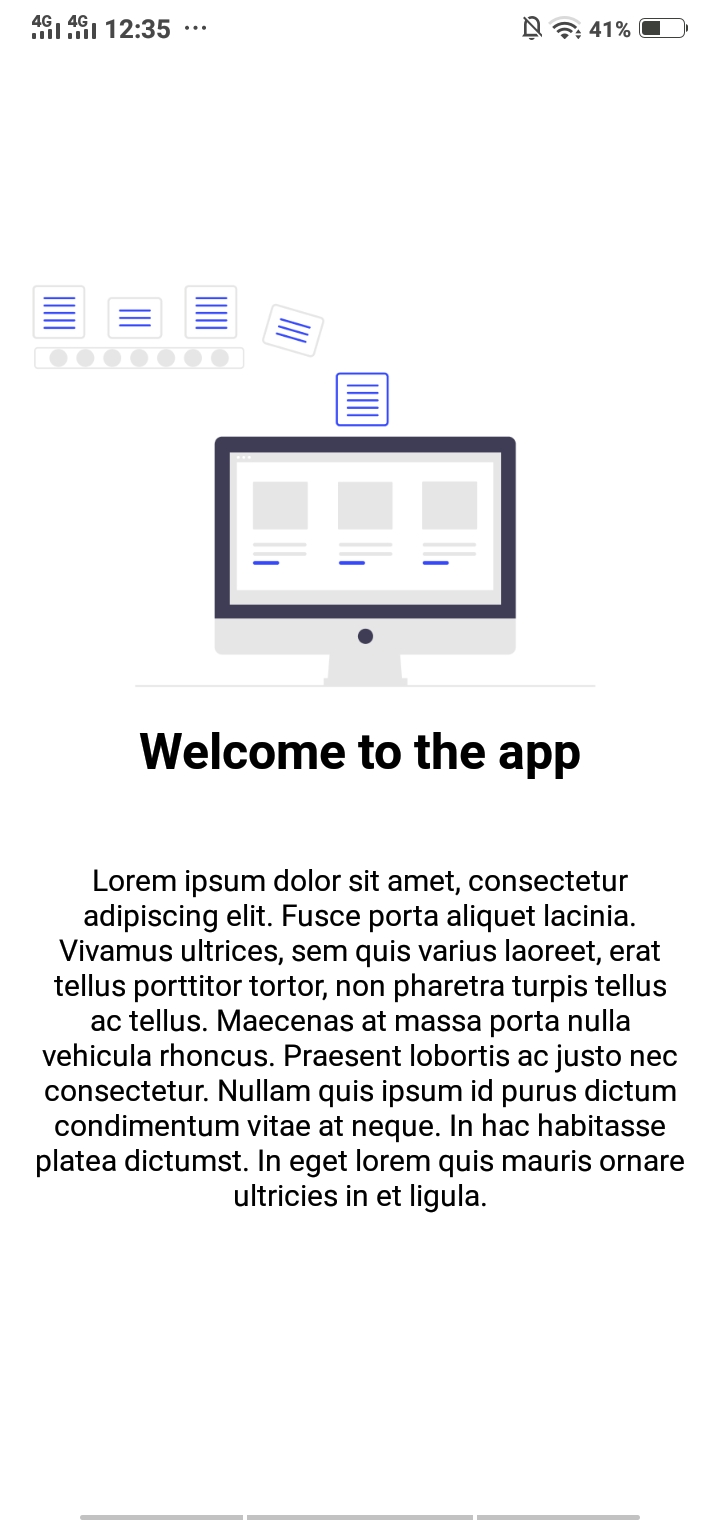 4G 4G 12:35 ... 41%
Welcome to the app
Lorem ipsum dolor sit amet, consectetur
adipiscing elit. Fusce porta aliquet lacinia.
Vivamus ultrices, sem quis varius laoreet, erat
tellus porttitor tortor, non pharetra turpis tellus
ac tellus. Maecenas at massa porta nulla
vehicula rhoncus. Praesent lobortis ac justo nec
consectetur. Nullam quis ipsum id purus dictum
condimentum vitae at neque. In hac habitasse
platea dictumst. In eget lorem quis mauris ornare
ultricies in et ligula.